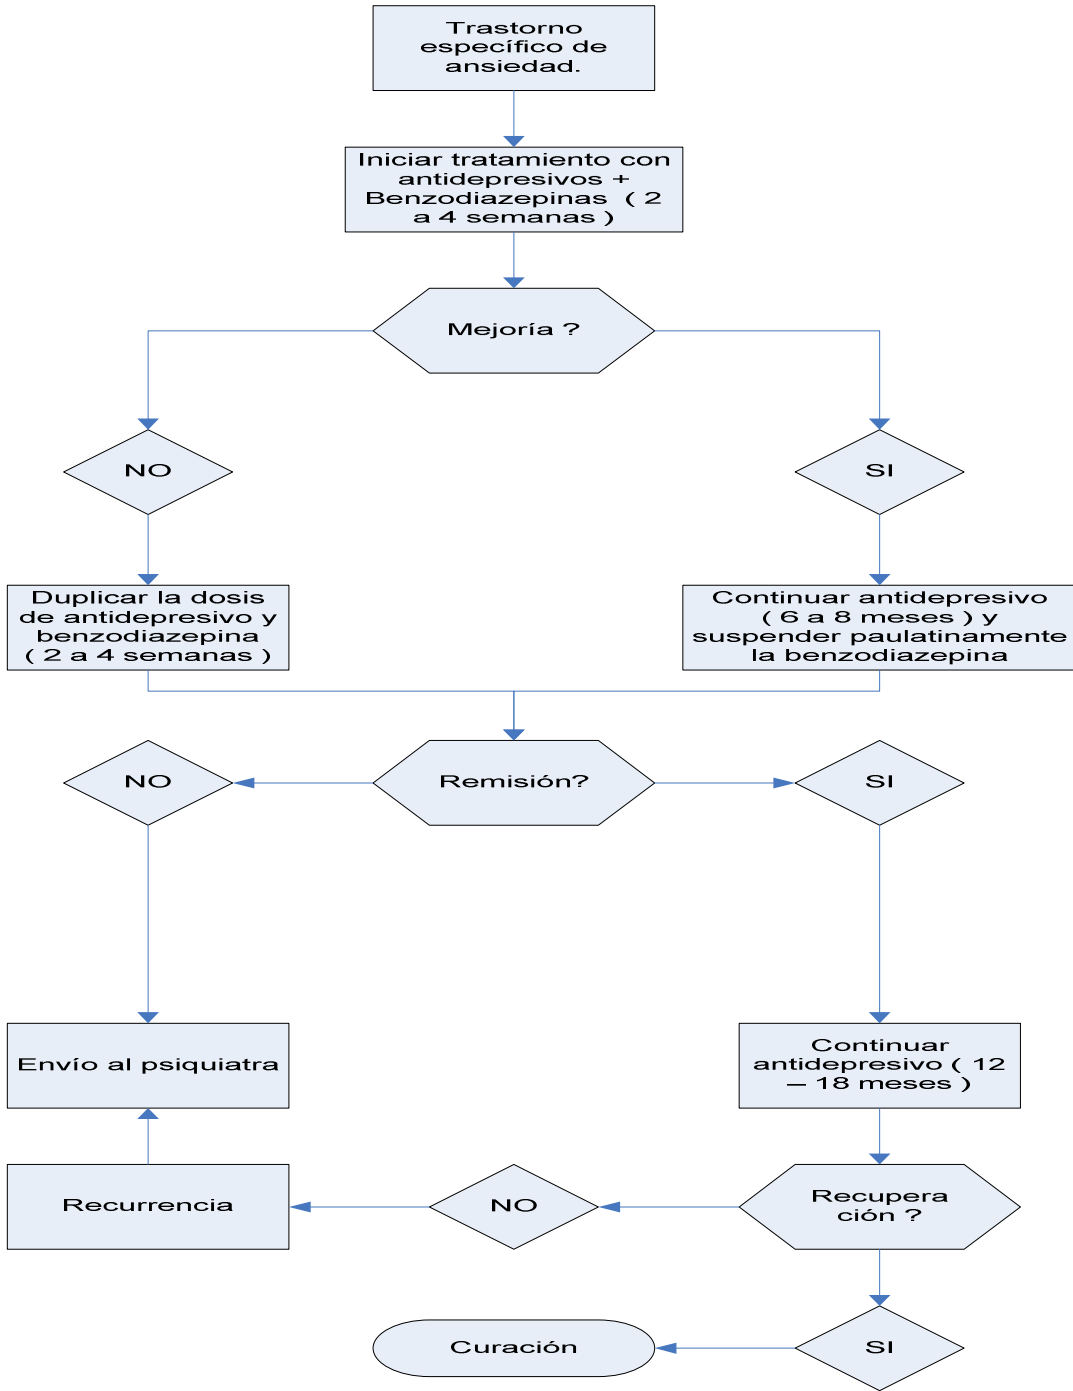 Trastorno
específico de
ansiedad.
Iniciar tratamiento con
antidepresivos +
Benzodiazepinas ( 2
a 4 semanas )
Mejoría ?
NO
SI
Duplicar la dosis
de antidepresivo y
benzodiazepina
( 2 a 4 semanas )
Continuar antidepresivo
( 6 a 8 meses ) y
suspender paulatinamente
la benzodiazepina
NO
Remisión?
SI
Envío al psiquiatra
Continuar
antidepresivo ( 12
– 18 meses )
Recurrencia
NO
Recupera
ción ?
Curación
SI